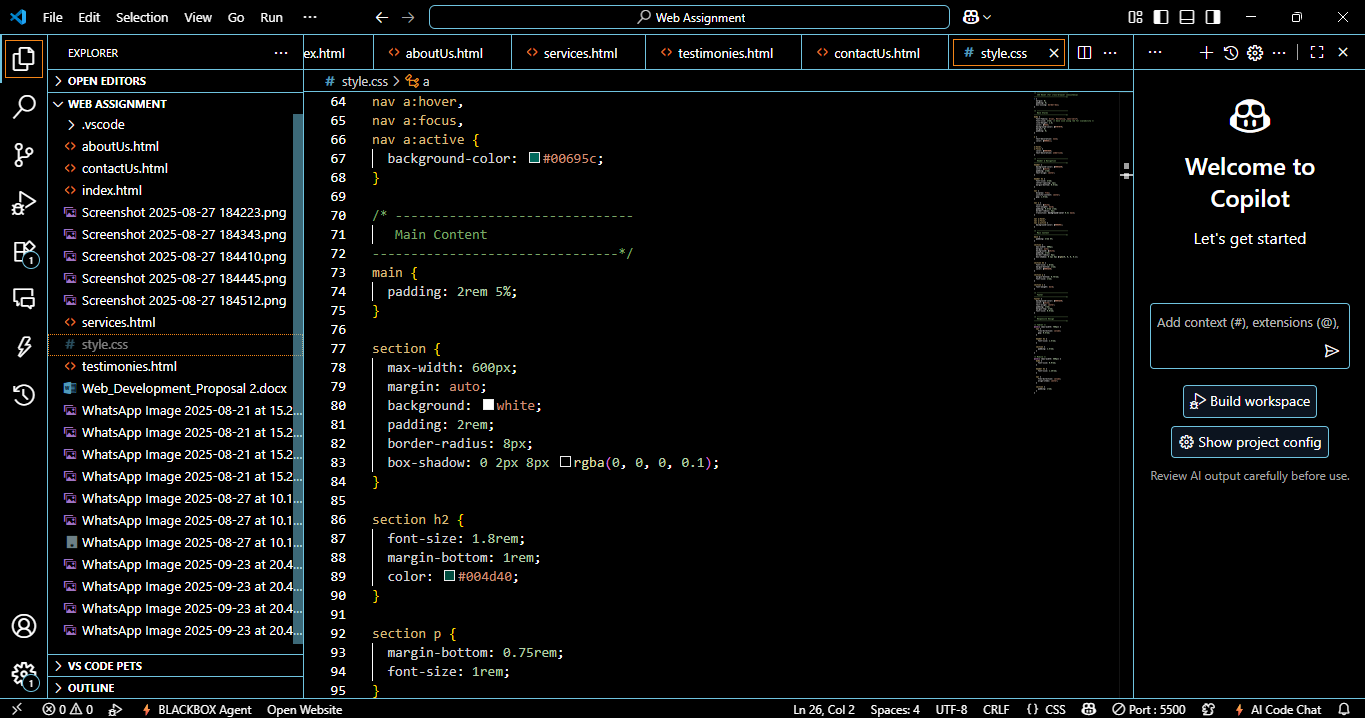 File Edit Selection View Go Run ···
Web Assignment
EXPLORER ···
ex.html
aboutUs.html
services.html
testimonies.html
contactUs.html
# style.css
···
···
···
OPEN EDITORS
WEB ASSIGNMENT
.vscode
aboutUs.html
contactUs.html
index.html
Screenshot 2025-08-27 184223.png
Screenshot 2025-08-27 184343.png
Screenshot 2025-08-27 184410.png
Screenshot 2025-08-27 184445.png
Screenshot 2025-08-27 184512.png
services.html
# style.css
testimonies.html
Web_Development_Proposal 2.docx
WhatsApp Image 2025-08-21 at 15.2...
WhatsApp Image 2025-08-21 at 15.2...
WhatsApp Image 2025-08-21 at 15.2...
WhatsApp Image 2025-08-21 at 15.2...
WhatsApp Image 2025-08-27 at 10.1...
WhatsApp Image 2025-08-27 at 10.1...
WhatsApp Image 2025-08-27 at 10.1...
WhatsApp Image 2025-09-23 at 20.4...
WhatsApp Image 2025-09-23 at 20.4...
WhatsApp Image 2025-09-23 at 20.4...
WhatsApp Image 2025-09-23 at 20.4...
VS CODE PETS
OUTLINE
1
1
# style.css > a
64 nav a:hover,
65 nav a:focus,
66 nav a:active {
67 background-color: #00695c;
68 }
69
70 /* -------------------------------
71 Main Content
72 --------------------------------*/
73 main {
74 padding: 2rem 5%;
75 }
76
77 section {
78 max-width: 600px;
79 margin: auto;
80 background: white;
81 padding: 2rem;
82 border-radius: 8px;
83 box-shadow: 0 2px 8px rgba(0, 0, 0, 0.1);
84 }
85
86 section h2 {
87 font-size: 1.8rem;
88 margin-bottom: 1rem;
89 color: #004d40;
90 }
91
92 section p {
93 margin-bottom: 0.75rem;
94 font-size: 1rem;
95 }
Welcome to
Copilot
Let's get started
Add context (#), extensions (@),
Build workspace
Show project config
Review AI output carefully before use.
0 0 BLACKBOX Agent Open Website Ln 26, Col 2 Spaces: 4 UTF-8 CRLF {} CSS Port : 5500 AI Code Chat